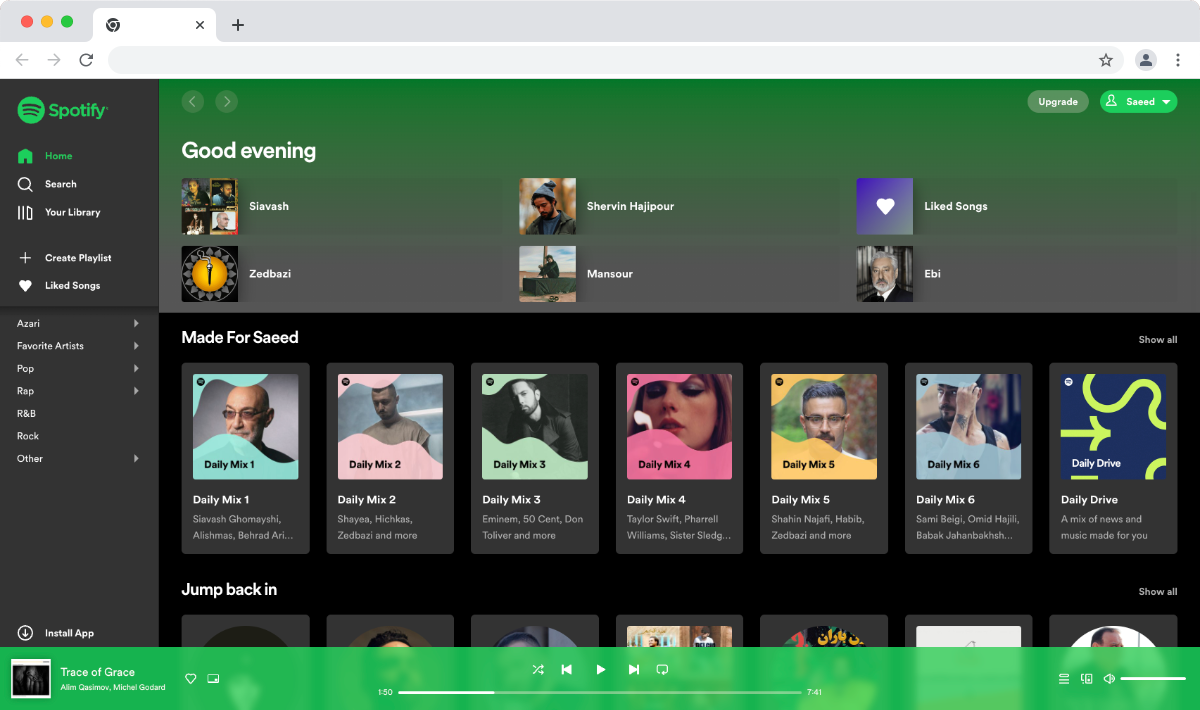 Spotify
Upgrade
Saeed
Home
Search
Your Library
Create Playlist
Liked Songs
Azari
Favorite Artists
Pop
Rap
R&B
Rock
Other
Install App
Good evening
Siavash
Shervin Hajipour
Liked Songs
Zedbazi
Mansour
Ebi
Made For Saeed
Show all
Daily Mix 1
Daily Mix 2
Daily Mix 3
Daily Mix 4
Daily Mix 5
Daily Mix 6
Daily Drive
Daily Mix 1
Siavash Ghomayshi,
Alishmas, Behrad Ari...
Daily Mix 2
Shayea, Hichkas,
Zedbazi and more
Daily Mix 3
Eminem, 50 Cent, Don
Toliver and more
Daily Mix 4
Taylor Swift, Pharrell
Williams, Sister Sledg...
Daily Mix 5
Shahin Najafi, Habib,
Zedbazi and more
Daily Mix 6
Sami Beigi, Omid Hajili,
Babak Jahanbakhsh...
Daily Drive
A mix of news and
music made for you
Jump back in
Show all
باران
Trace of Grace
Alim Qasimov, Michel Godard
1:50
7:41